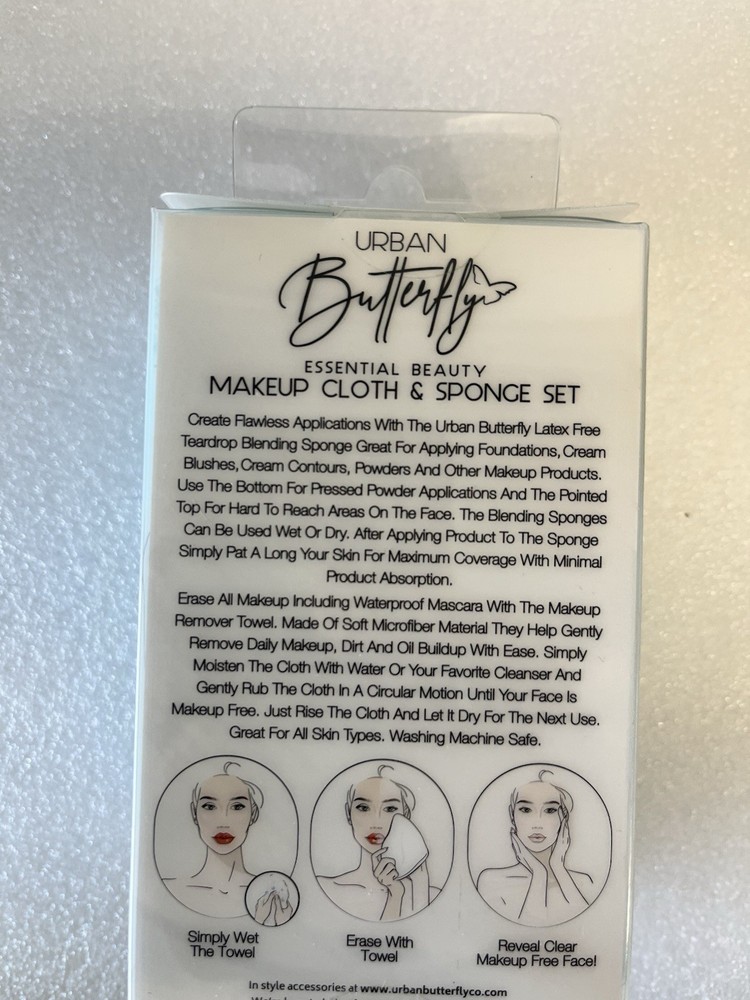 URBAN
Butterfly
ESSENTIAL BEAUTY
MAKEUP CLOTH & SPONGE SET
Create Flawless Applications With The Urban Butterfly Latex Free
Teardrop Blending Sponge Great For Applying Foundations, Cream
Blushes, Cream Contours, Powders And Other Makeup Products.
Use The Bottom For Pressed Powder Applications And The Pointed
Top For Hard To Reach Areas On The Face. The Blending Sponges
Can Be Used Wet Or Dry. After Applying Product To The Sponge
Simply Pat A Long Your Skin For Maximum Coverage With Minimal
Product Absorption.
Erase All Makeup Including Waterproof Mascara With The Makeup
Remover Towel. Made Of Soft Microfiber Material They Help Gently
Remove Daily Makeup, Dirt And Oil Buildup With Ease. Simply
Moisten The Cloth With Water Or Your Favorite Cleanser And
Gently Rub The Cloth In A Circular Motion Until Your Face Is
Makeup Free. Just Rise The Cloth And Let It Dry For The Next Use.
Great For All Skin Types. Washing Machine Safe.
Simply Wet
The Towel
Erase With
Towel
Reveal Clear
Makeup Free Face!
In style accessories at www.urbanbutterflyco.com